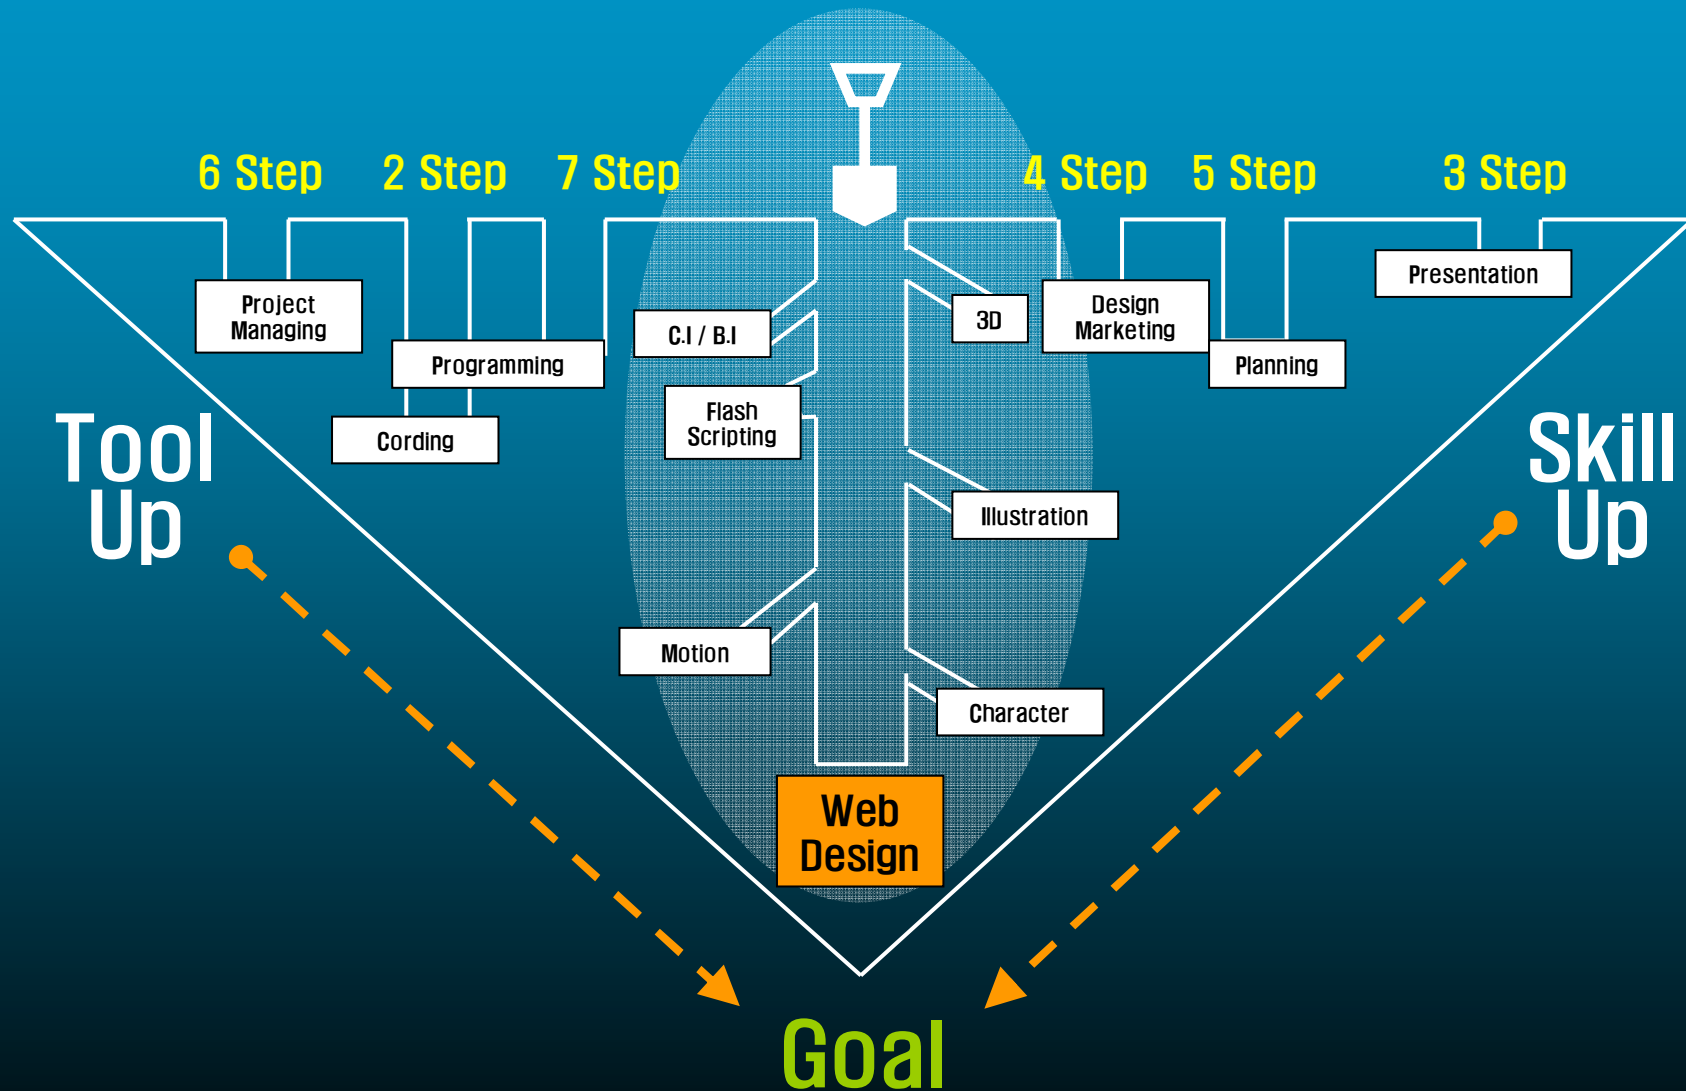 6 Step
2 Step
7 Step
4 Step
5 Step
3 Step
Project
Managing
Programming
Cording
C.I / B.I
Flash
Scripting
Motion
3D
Illustration
Character
Design
Marketing
Planning
Presentation
Tool
Up
Skill
Up
Web
Design
Goal